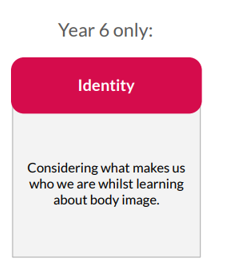 Year 6 only:
Identity
Considering what makes us
who we are whilst learning
about body image.